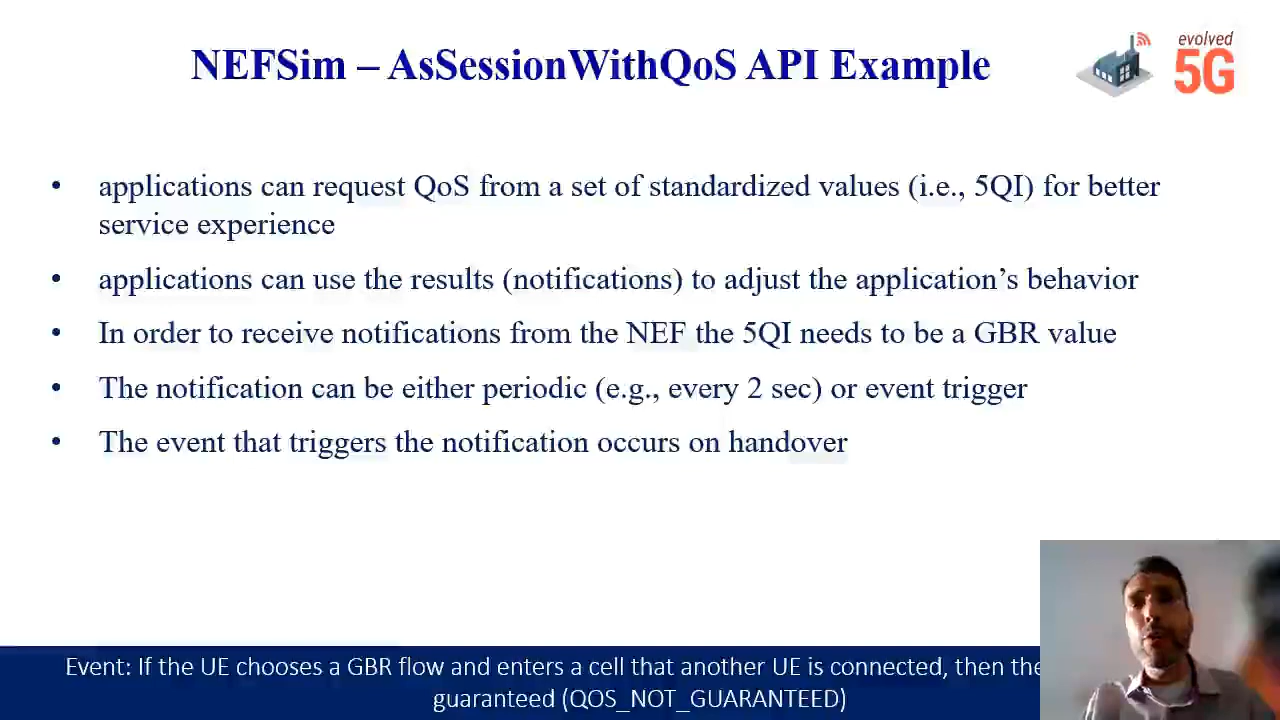 NEFSim – AsSessionWithQoS API Example
evolved
5G
• applications can request QoS from a set of standardized values (i.e., 5QI) for better
service experience
• applications can use the results (notifications) to adjust the application’s behavior
• In order to receive notifications from the NEF the 5QI needs to be a GBR value
• The notification can be either periodic (e.g., every 2 sec) or event trigger
• The event that triggers the notification occurs on handover
Event: If the UE chooses a GBR flow and enters a cell that another UE is connected, then the
guaranteed (QOS_NOT_GUARANTEED)